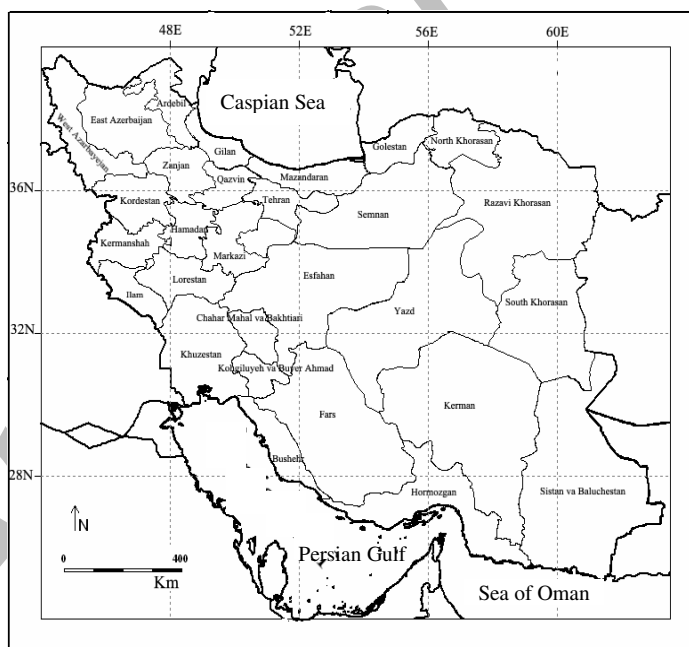 48E 52E 56E 60E
Caspian Sea
Ardebil
East Azerbaijan
West Azarbayejan
Gilan
Golestan
North Khorasan
Zanjan
Qazvin
Mazandaran
36N
Kordestan
Tehran
Semnan
Razavi Khorasan
Hamadan
Kermanshah
Markazi
Esfahan
Lorestan
Ilam
South Khorasan
Yazd
Chahar Mahal va Bakhtiari
32N
Khuzestan
Kohgiluyeh va Buyer Ahmad
Kerman
Fars
Bushehr
28N
Hormozgan
Sistan va Baluchestan
N
Persian Gulf
0 400
Km
Sea of Oman